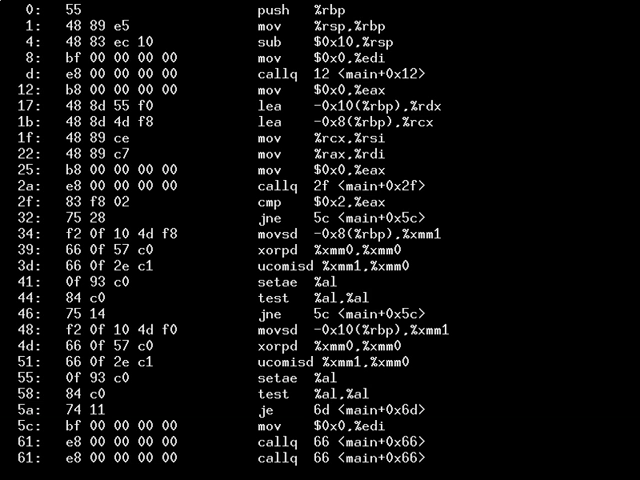 0: 55 push %rbp
1: 48 89 e5 mov %rsp,%rbp
4: 48 83 ec 10 sub $0x10,%rsp
8: bf 00 00 00 00 mov $0x0,%edi
d: e8 00 00 00 00 callq 12 <main+0x12>
12: b8 00 00 00 00 mov $0x0,%eax
17: 48 8d 55 f0 lea -0x10(%rbp),%rdx
1b: 48 8d 4d f8 lea -0x8(%rbp),%rcx
1f: 48 89 ce mov %rcx,%rsi
22: 48 89 c7 mov %rax,%rdi
25: b8 00 00 00 00 mov $0x0,%eax
2a: e8 00 00 00 00 callq 2f <main+0x2f>
2f: 83 f8 02 cmp $0x2,%eax
32: 75 28 jne 5c <main+0x5c>
34: f2 0f 10 4d f8 movsd -0x8(%rbp),%xmm1
39: 66 0f 57 c0 xorpd %xmm0,%xmm0
3d: 66 0f 2e c1 ucomisd %xmm1,%xmm0
41: 0f 93 c0 setae %al
44: 84 c0 test %al,%al
46: 75 14 jne 5c <main+0x5c>
48: f2 0f 10 4d f0 movsd -0x10(%rbp),%xmm1
4d: 66 0f 57 c0 xorpd %xmm0,%xmm0
51: 66 0f 2e c1 ucomisd %xmm1,%xmm0
55: 0f 93 c0 setae %al
58: 84 c0 test %al,%al
5a: 74 11 je 6d <main+0x6d>
5c: bf 00 00 00 00 mov $0x0,%edi
61: e8 00 00 00 00 callq 66 <main+0x66>
61: e8 00 00 00 00 callq 66 <main+0x66>